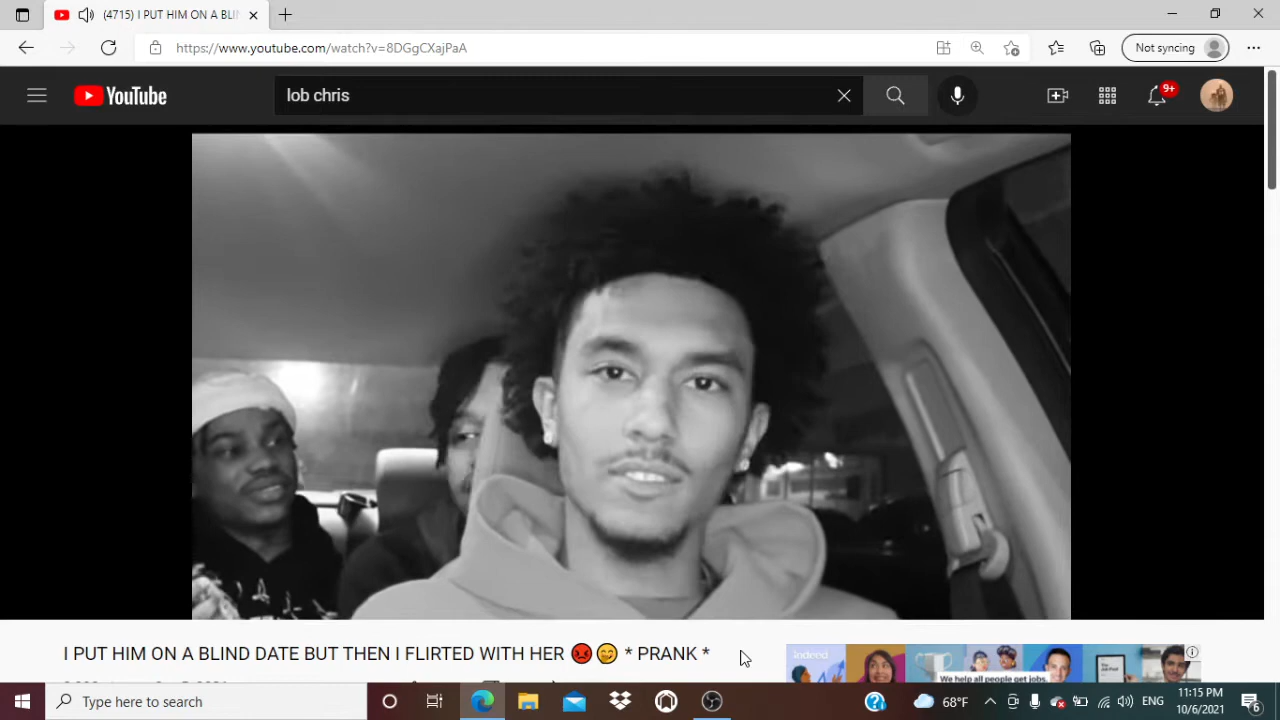 (4715) I PUT HIM ON A BLI
https://www.youtube.com/watch?v=8DGgCXajPaA
Not syncing
YouTube
lob chris
9+
I PUT HIM ON A BLIND DATE BUT THEN I FLIRTED WITH HER 😡😁 * PRANK *
indeed
We help all people get jobs.
Type here to search
68°F
ENG
11:15 PM
10/6/2021
6